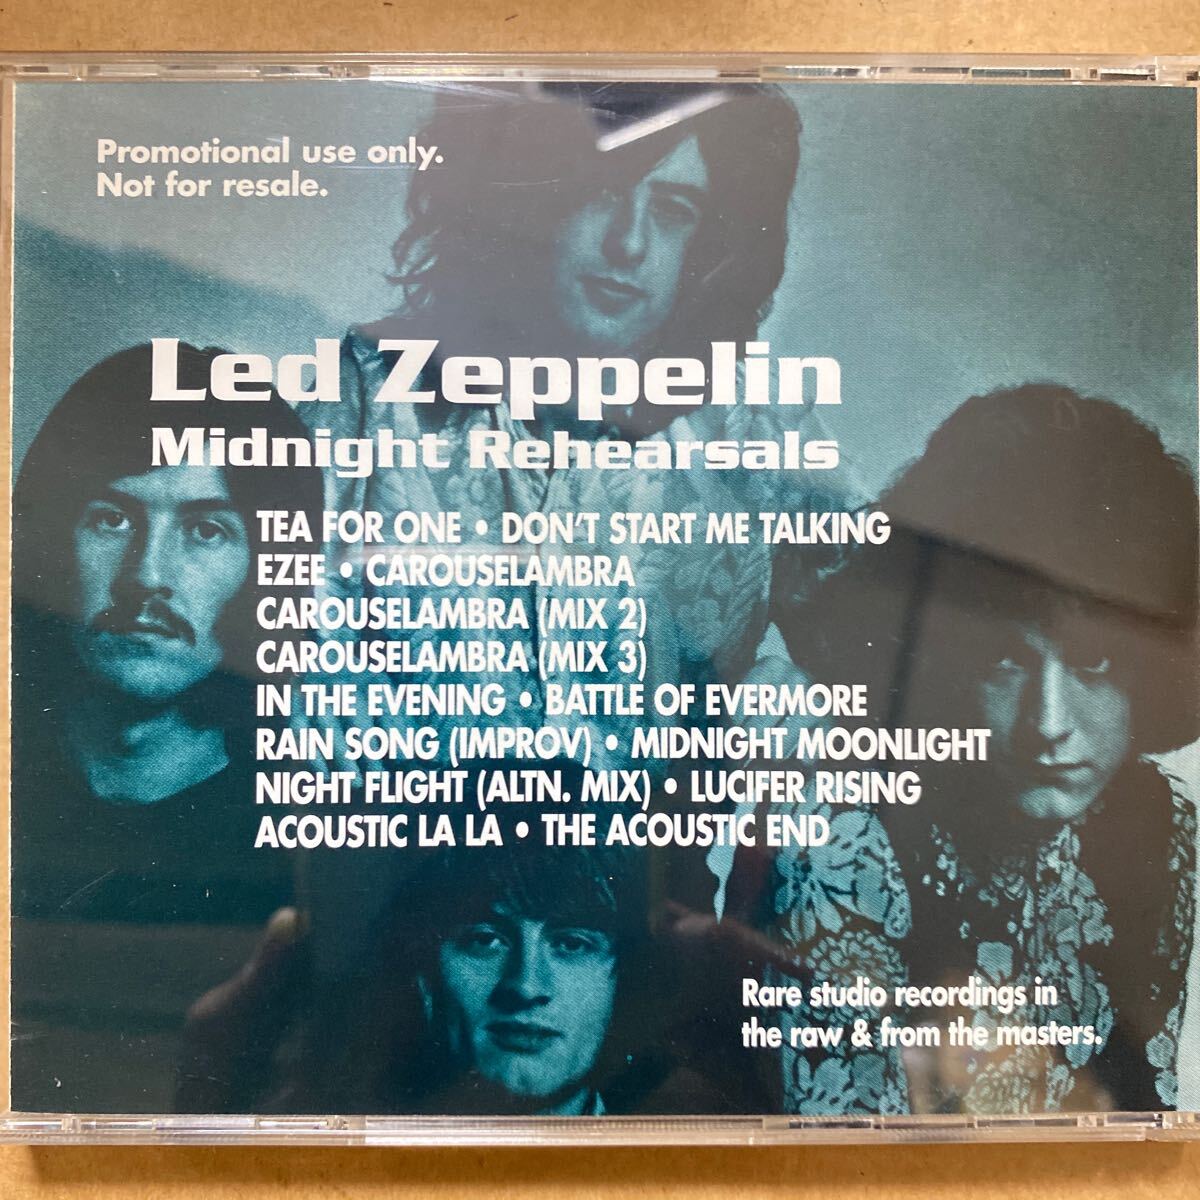 Promotional use only.
Not for resale.
Led Zeppelin
Midnight Rehearsals
TEA FOR ONE • DON'T START ME TALKING
EZEE • CAROUSELAMBRA
CAROUSELAMBRA (MIX 2)
CAROUSELAMBRA (MIX 3)
IN THE EVENING • BATTLE OF EVERMORE
RAIN SONG (IMPROV) • MIDNIGHT MOONLIGHT
NIGHT FLIGHT (ALTN. MIX) • LUCIFER RISING
ACOUSTIC LA LA • THE ACOUSTIC END
Rare studio recordings in
the raw & from the masters.